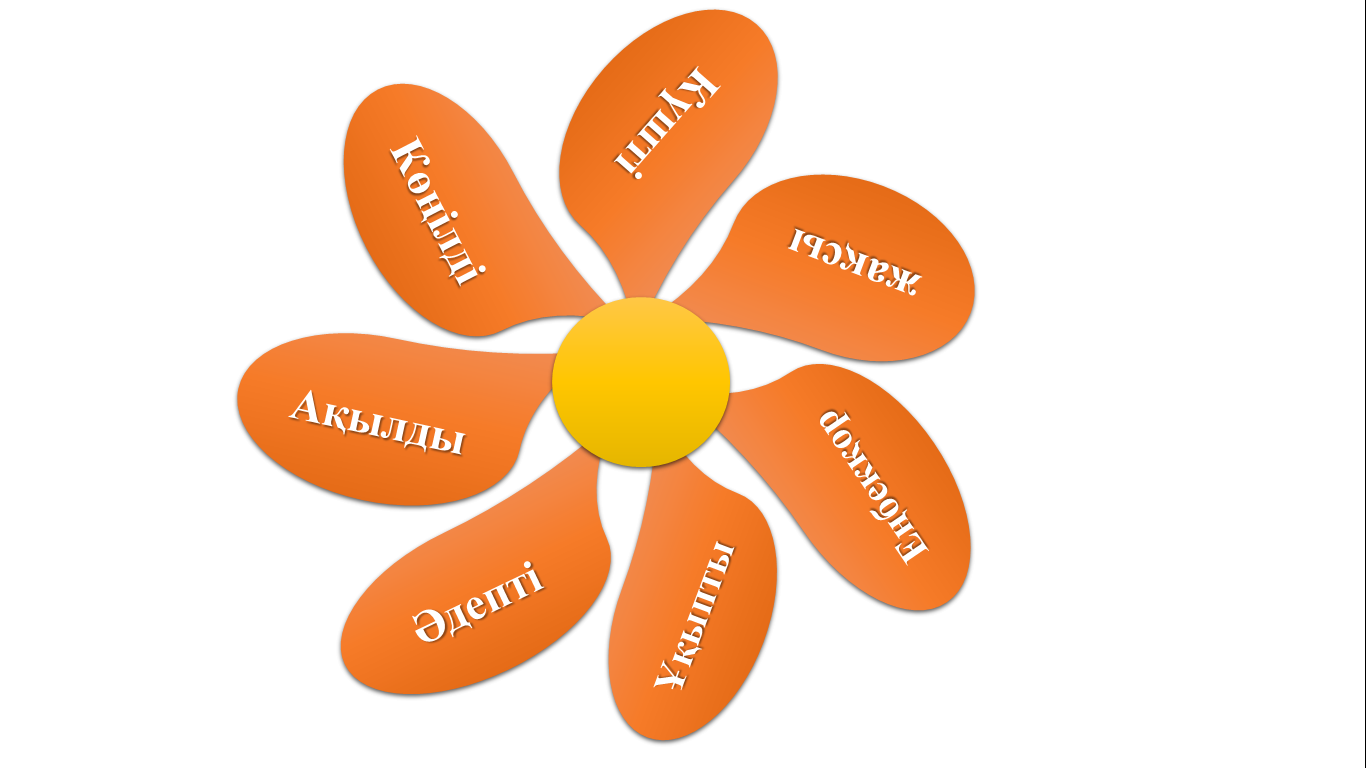 Күшті
жақсы
Еңбекқор
Ұқыпты
Әдепті
Ақылды
Көңілді